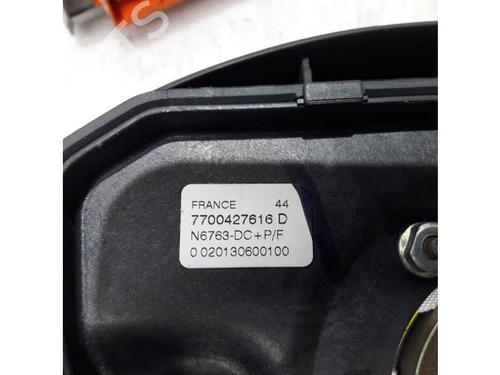 FRANCE 44
7700427616 D
N6763-DC+P/F
0 020130600100